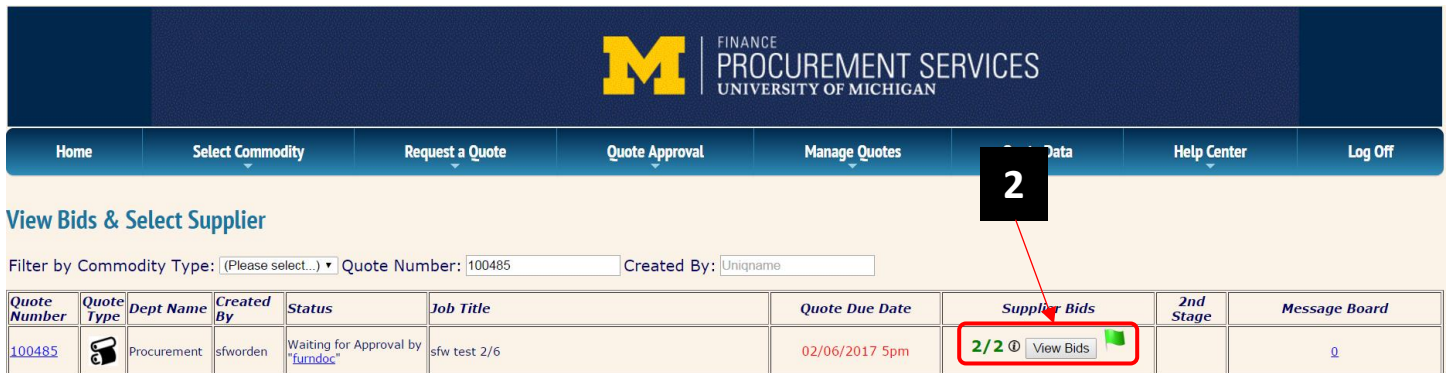 M
FINANCE
PROCUREMENT SERVICES
UNIVERSITY OF MICHIGAN
Home Select Commodity Request a Quote Quote Approval Manage Quotes Data Help Center Log Off
2
View Bids & Select Supplier
Filter by Commodity Type: (Please select...) Quote Number: 100485 Created By: Uniqname
Quote Number Quote Type Dept Name Created By Status Job Title Quote Due Date Supplier Bids 2nd Stage Message Board
100485 Procurement sfworden Waiting for Approval by "furndoc" sfw test 2/6 02/06/2017 5pm 2/2 View Bids 0